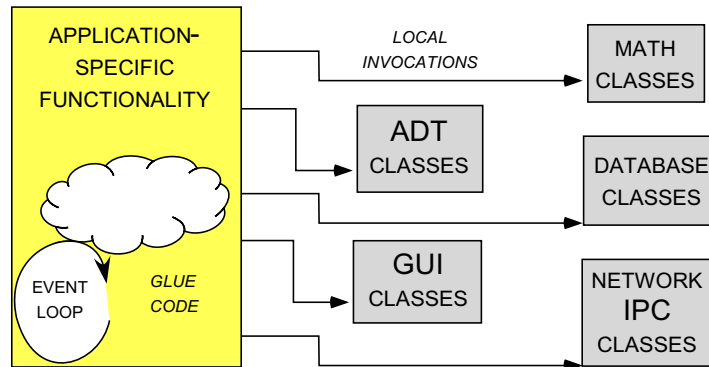 APPLICATION-
SPECIFIC
FUNCTIONALITY
EVENT
LOOP
GLUE
CODE
LOCAL
INVOCATIONS
MATH
CLASSES
ADT
CLASSES
DATABASE
CLASSES
GUI
CLASSES
NETWORK
IPC
CLASSES